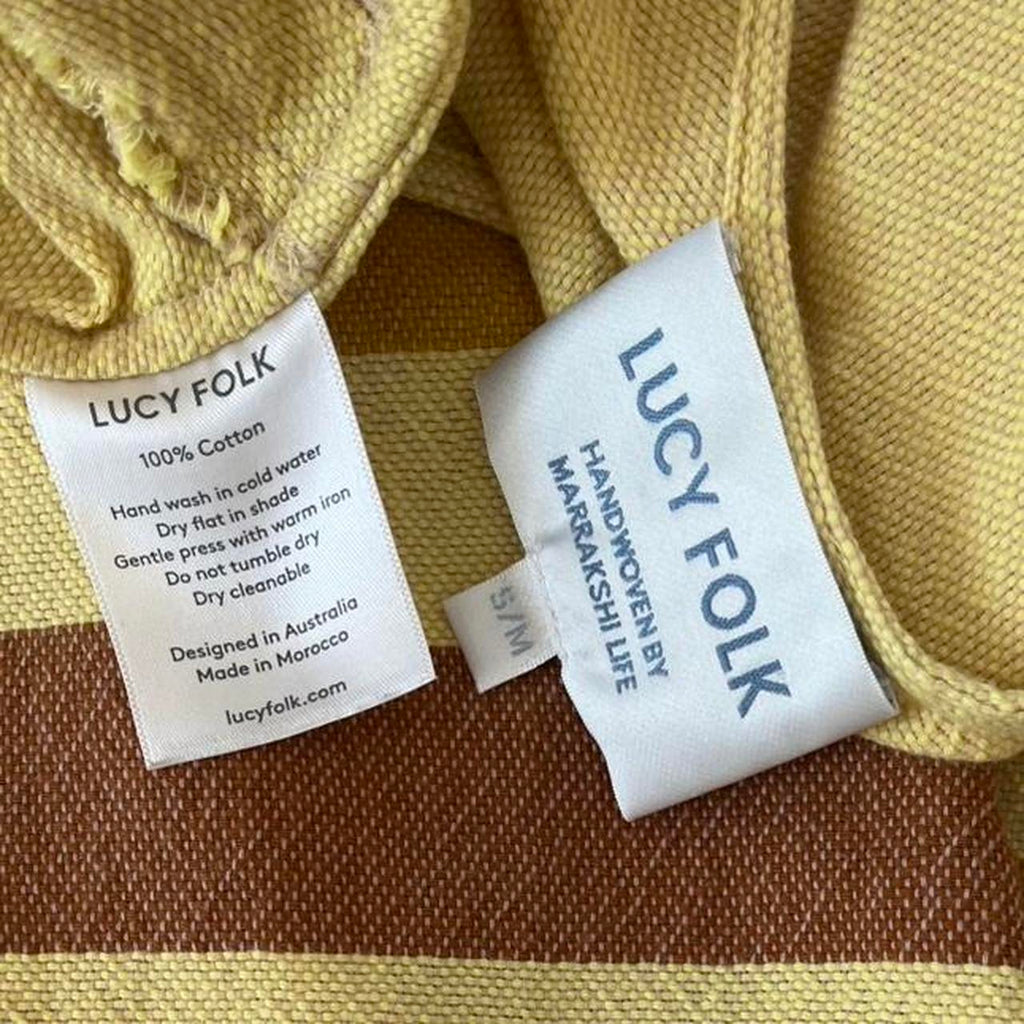 LUCY FOLK
100% Cotton
Hand wash in cold water
Dry flat in shade
Gentle press with warm iron
Do not tumble dry
Dry cleanable
Designed in Australia
Made in Morocco
lucyfolk.com
LUCY FOLK
HANDWOVEN BY
MARRAKSHI LIFE
S/M